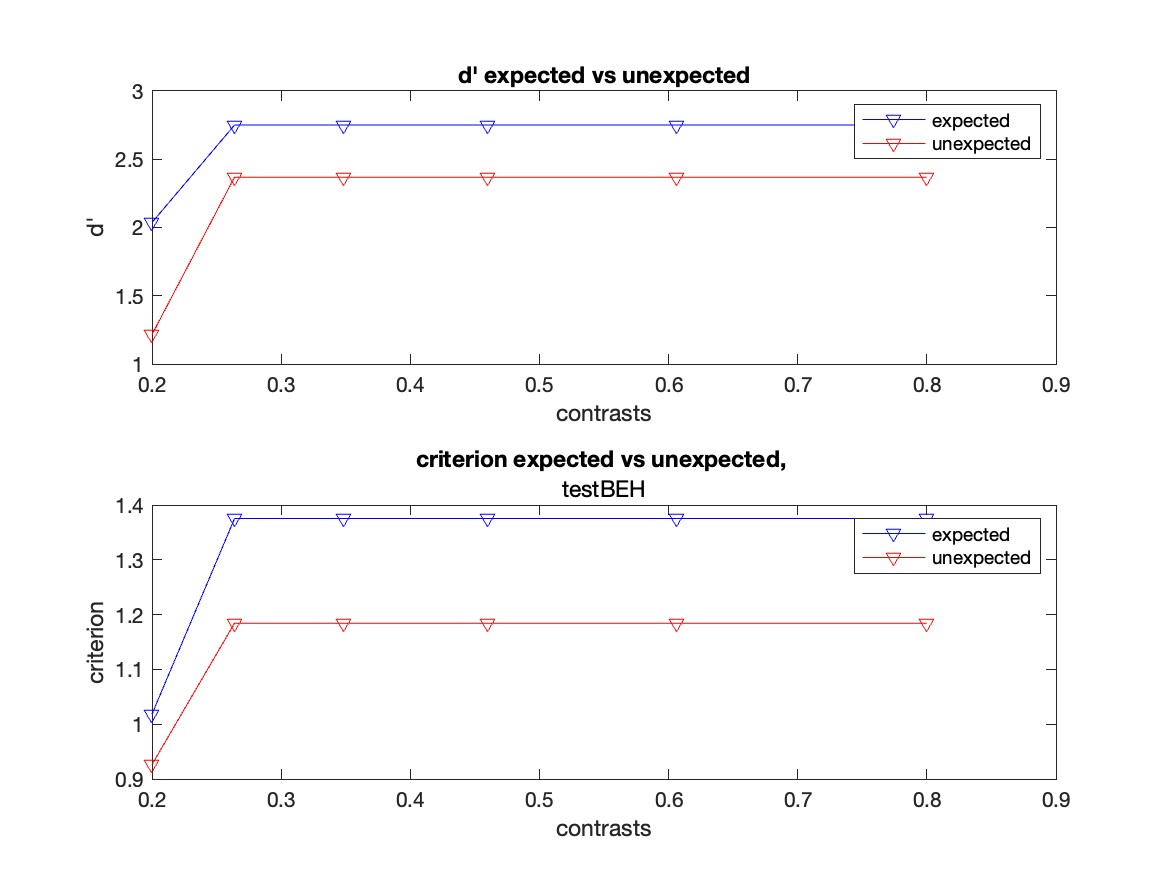 d' expected vs unexpected
3
2.5
2
1.5
1
d'
expected
unexpected
0.2 0.3 0.4 0.5 0.6 0.7 0.8 0.9
contrasts
criterion expected vs unexpected,
testBEH
1.4
1.3
1.2
1.1
1
0.9
criterion
expected
unexpected
0.2 0.3 0.4 0.5 0.6 0.7 0.8 0.9
contrasts